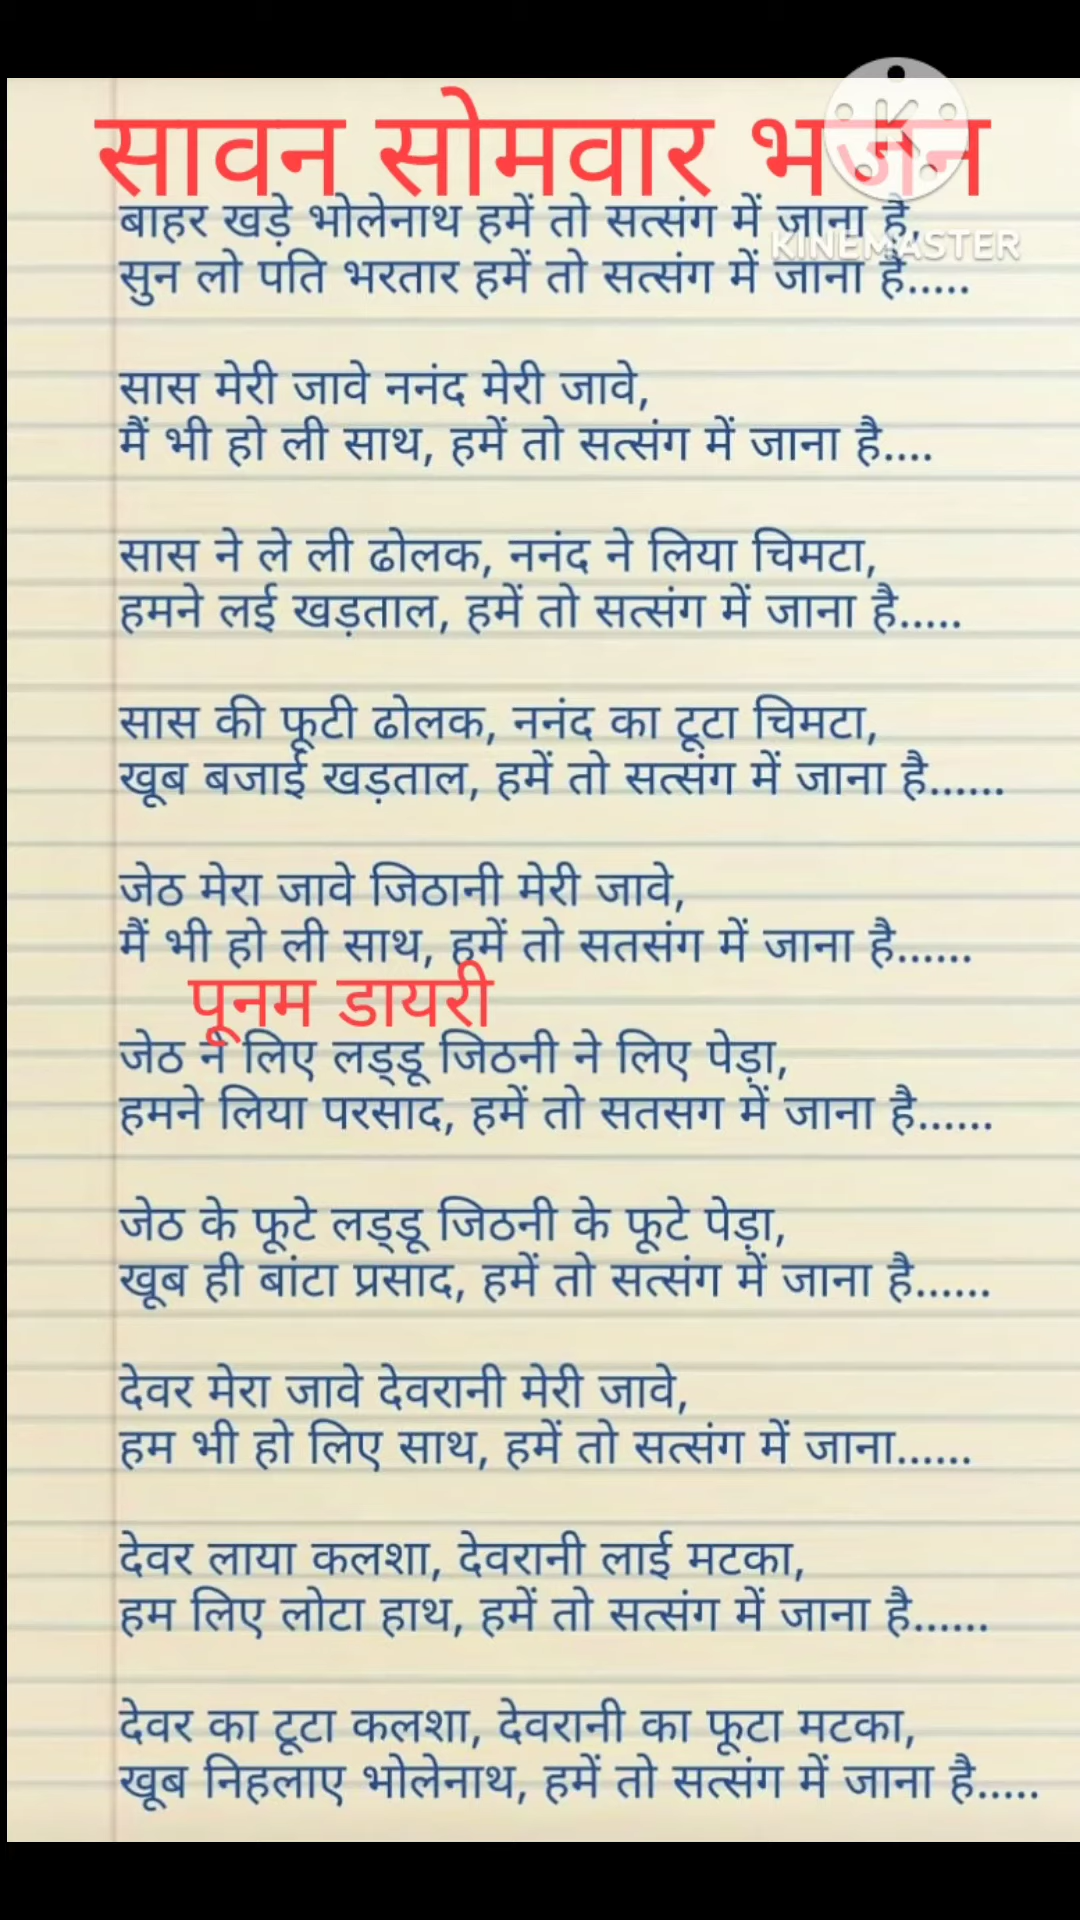 सावन सोमवार भजन
बाहर खड़े भोलेनाथ हमें तो सत्संग में जाना है,
KINEMASTER
सुन लो पति भरतार हमें तो सत्संग में जाना है.....
सास मेरी जावे ननंद मेरी जावे,
मैं भी हो ली साथ, हमें तो सत्संग में जाना है....
सास ने ले ली ढोलक, ननंद ने लिया चिमटा,
हमने लई खड़ताल, हमें तो सत्संग में जाना है.....
सास की फूटी ढोलक, ननंद का टूटा चिमटा,
खूब बजाई खड़ताल, हमें तो सत्संग में जाना है......
जेठ मेरा जावे जिठानी मेरी जावे,
मैं भी हो ली साथ, हमें तो सतसंग में जाना है......
पूनम डायरी
जेठ ने लिए लड्डू जिठनी ने लिए पेड़ा,
हमने लिया परसाद, हमें तो सतसग में जाना है......
जेठ के फूटे लड्डू जिठनी के फूटे पेड़ा,
खूब ही बांटा प्रसाद, हमें तो सत्संग में जाना है......
देवर मेरा जावे देवरानी मेरी जावे,
हम भी हो लिए साथ, हमें तो सत्संग में जाना......
देवर लाया कलशा, देवरानी लाई मटका,
हम लिए लोटा हाथ, हमें तो सत्संग में जाना है......
देवर का टूटा कलशा, देवरानी का फूटा मटका,
खूब निहलाए भोलेनाथ, हमें तो सत्संग में जाना है.....